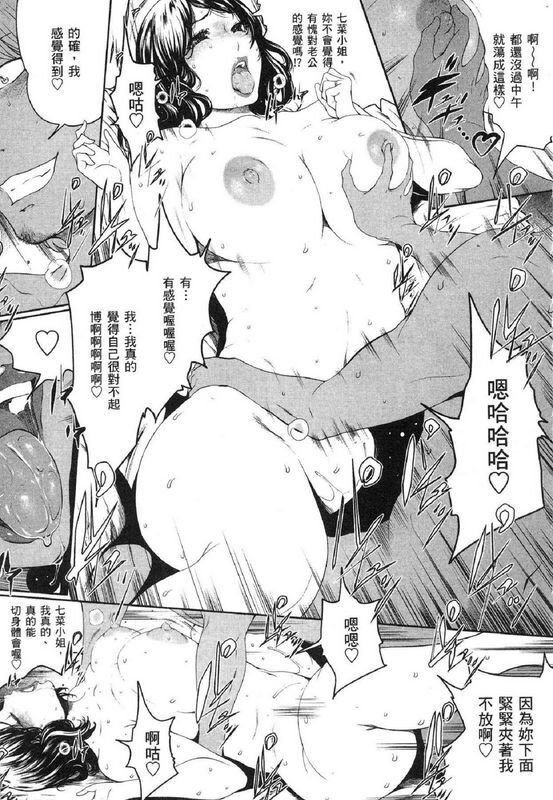 啊～啊！
都還沒過中午
就蕩成這樣♡
七菜小姐，
妳不會覺得
有愧對老公
的感覺嗎!?
嗯咕♡
的確，我
感覺得到♡
有…
有感覺喔喔喔♡
我…我真的
覺得自己很對不起
博啊啊啊啊啊♡
♡
嗯哈哈哈♡
因為妳下面
緊緊夾著我
不放啊♡
嗯嗯♡
啊咕♡
七菜小姐，
我真的、
真的能
切身體會喔♡